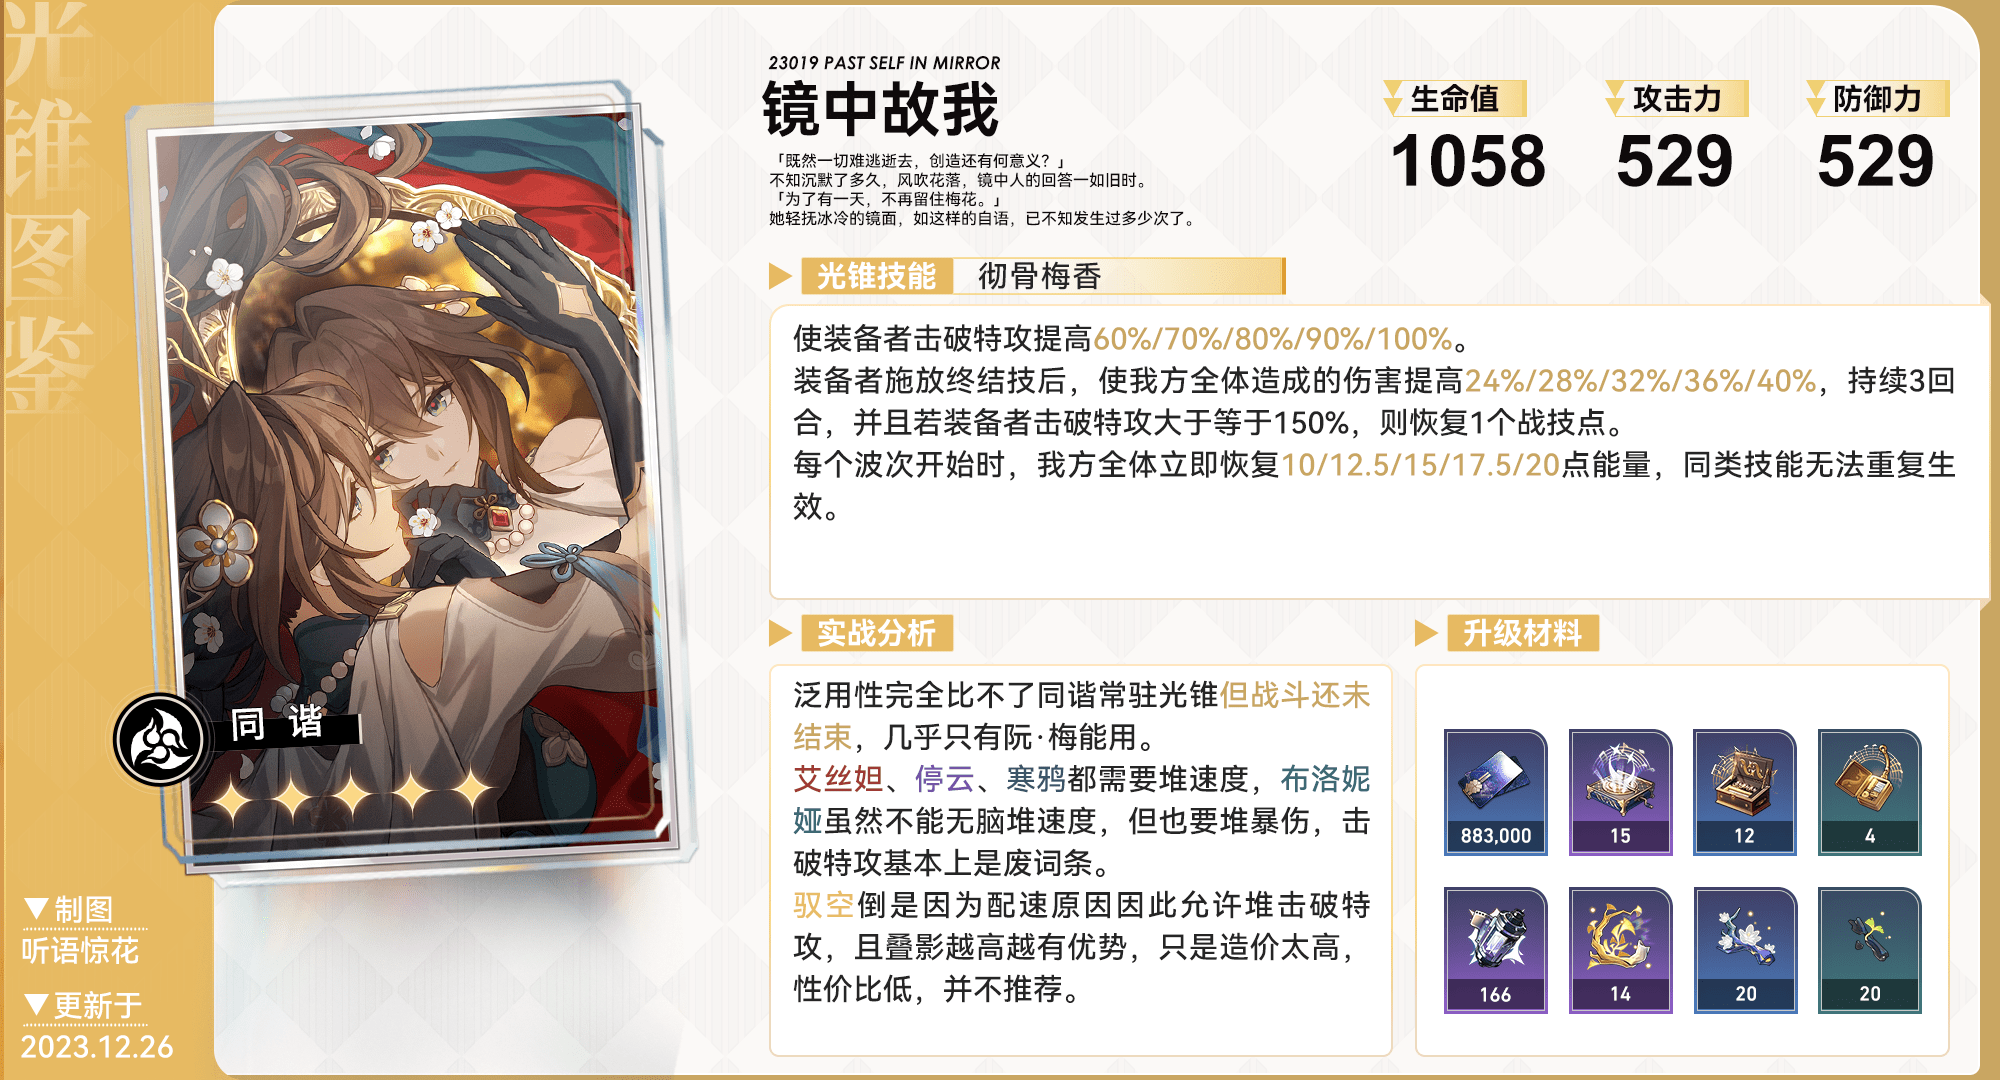 光锥图鉴
23019 PAST SELF IN MIRROR
镜中故我
「既然一切难逃逝去，创造还有何意义？」
不知沉默了多久，风吹花落，镜中人的回答一如旧时。
「为了有一天，不再留住梅花。」
她轻抚冰冷的镜面，如这样的自语，已不知发生过多少次了。
生命值
1058
攻击力
529
防御力
529
光锥技能
彻骨梅香
使装备者击破特攻提高60%/70%/80%/90%/100%。
装备者施放终结技后，使我方全体造成的伤害提高24%/28%/32%/36%/40%，持续3回
合，并且若装备者击破特攻大于等于150%，则恢复1个战技点。
每个波次开始时，我方全体立即恢复10/12.5/15/17.5/20点能量，同类技能无法重复生
效。
同谐
实战分析
泛用性完全比不了同谐常驻光锥但战斗还未
结束，几乎只有阮·梅能用。
艾丝妲、停云、寒鸦都需要堆速度，布洛妮
娅虽然不能无脑堆速度，但也要堆暴伤，击
破特攻基本上是废词条。
驭空倒是因为配速原因因此允许堆击破特
攻，且叠影越高越有优势，只是造价太高，
性价比低，并不推荐。
升级材料
883,000
15
12
4
166
14
20
20
▼制图
听语惊花
▼更新于
2023.12.26